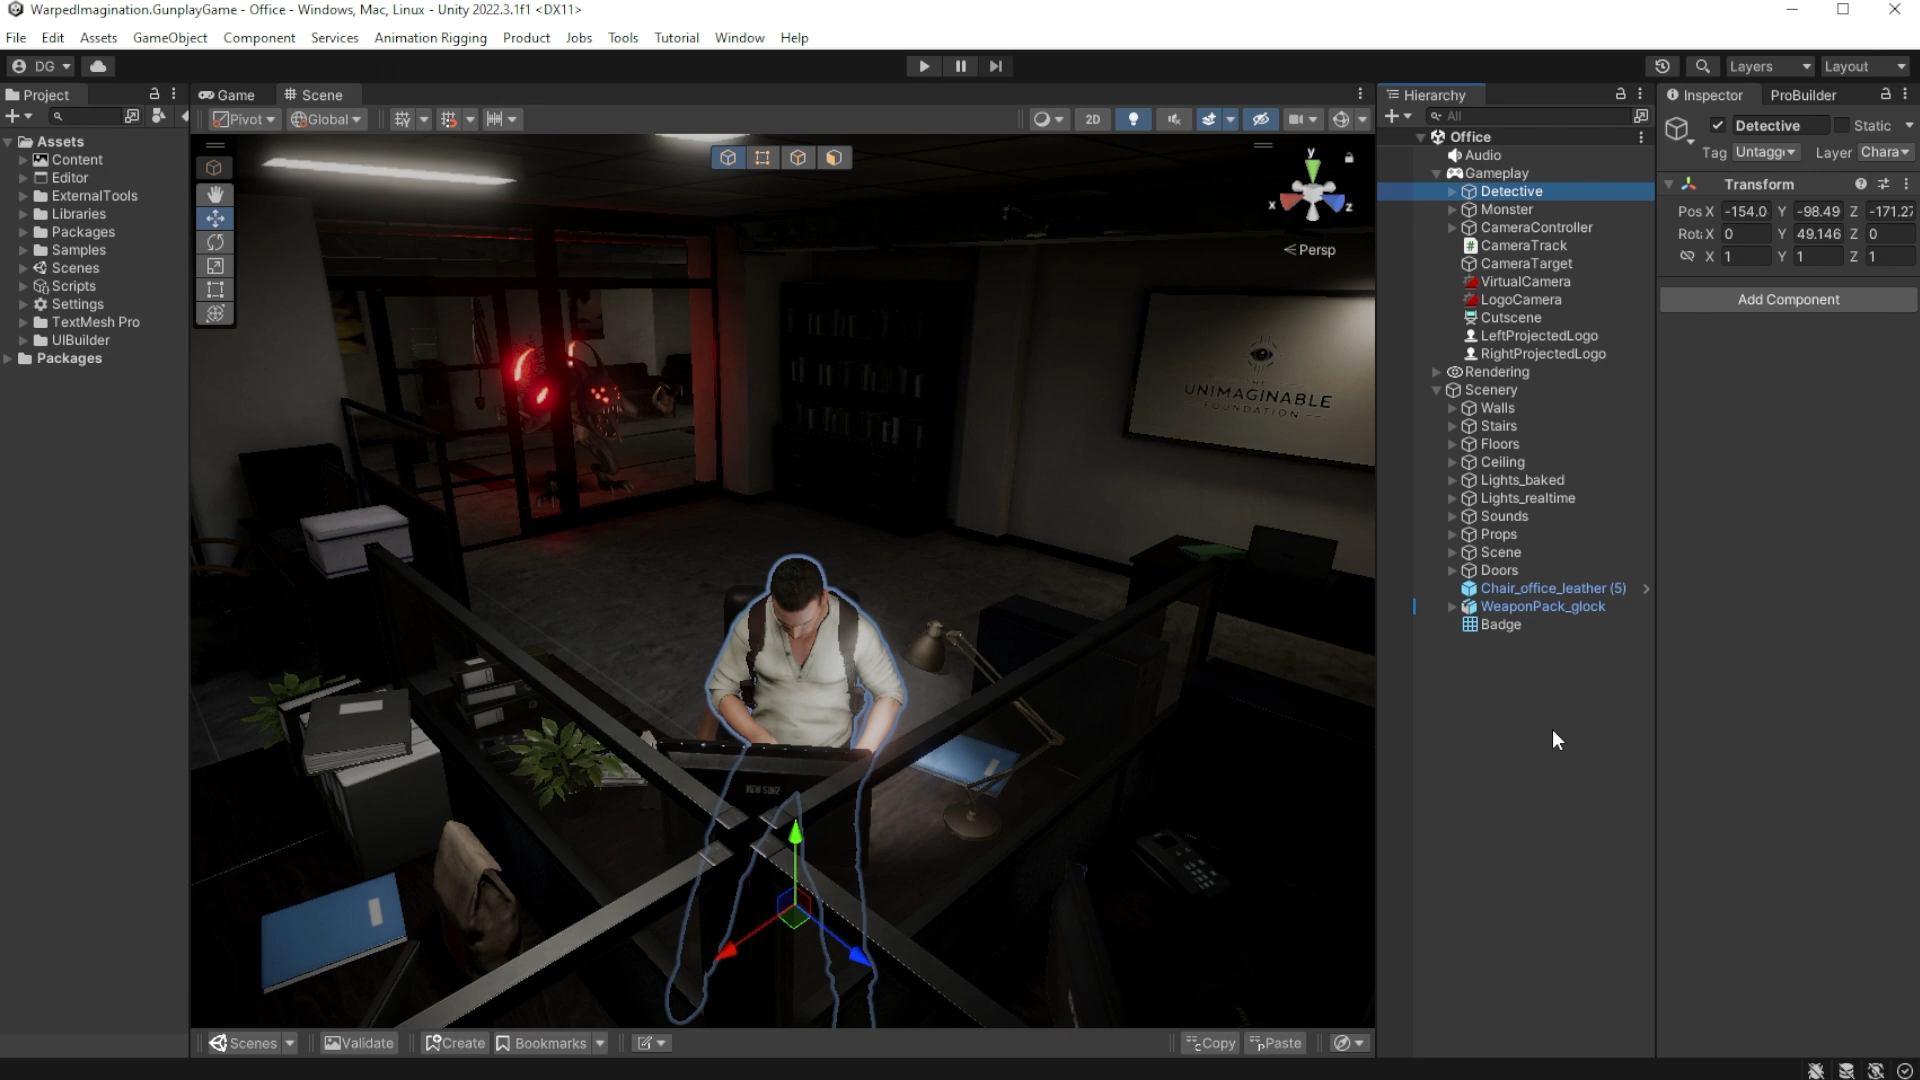 WarpedImagination.GunplayGame - Office - Windows, Mac, Linux - Unity 2022.3.1f1 <DX11>
File Edit Assets GameObject Component Services Animation Rigging Window Product Jobs Tools Tutorial Window Help
DG
Layers Layout
Project
Assets
Content
Editor
ExternalTools
Libraries
Packages
Samples
Scenes
Scripts
Settings
TextMesh Pro
UIBuilder
Packages
Game Scene
Pivot Global 2D
y
x z
Persp
THE
UNIMAGINABLE
FOUNDATION
Scenes Validate Create Bookmarks Copy Paste
Hierarchy
All
Office
Audio
Gameplay
Detective
Monster
CameraController
CameraTrack
CameraTarget
VirtualCamera
LogoCamera
Cutscene
LeftProjectedLogo
RightProjectedLogo
Rendering
Scenery
Walls
Stairs
Floors
Ceiling
Lights_baked
Lights_realtime
Sounds
Props
Scene
Doors
Chair_office_leather (5)
WeaponPack_glock
Badge
Inspector ProBuilder
Detective Static
Tag Untagg Layer Chara
Transform
Pos X -154.0 Y -98.49 Z -171.27
Rot X 0 Y 49.146 Z 0
X 1 Y 1 Z 1
Add Component